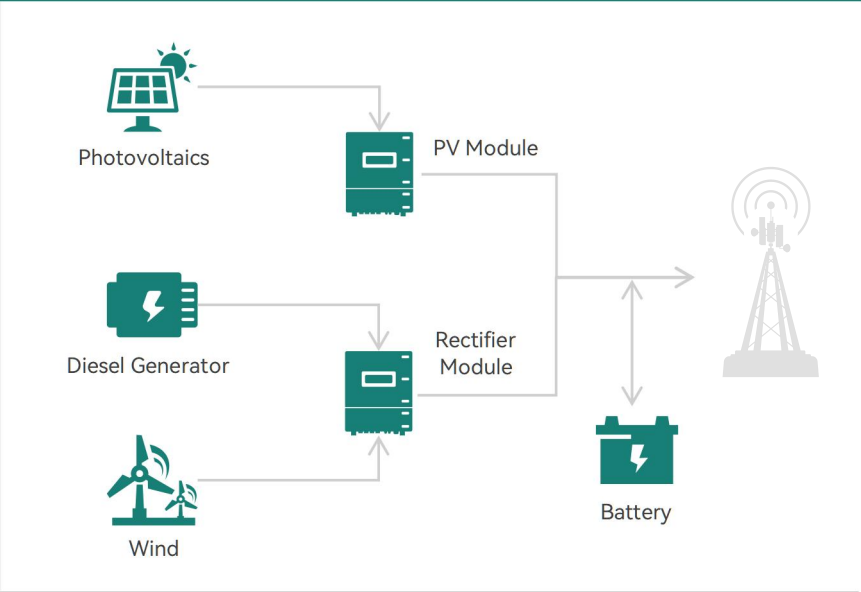 Photovoltaics
PV Module
Diesel Generator
Rectifier
Module
Wind
Battery